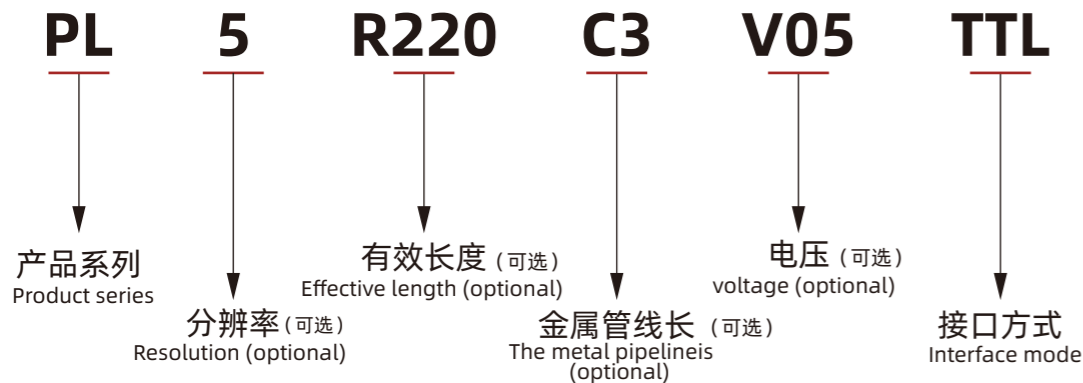 PL 5 R220 C3 V05 TTL
产品系列
Product series
分辨率(可选)
Resolution (optional)
有效长度 (可选)
Effective length (optional)
金属管线长 (可选)
The metal pipelineis
(optional)
电压 (可选)
voltage (optional)
接口方式
Interface mode